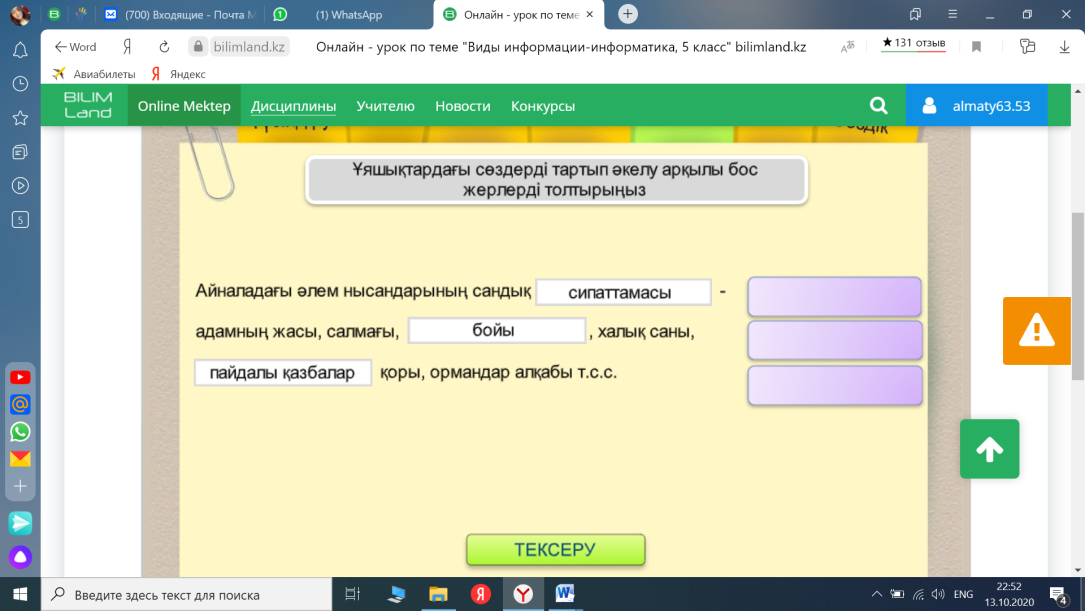 (700) Входящие - Почта М
(1) WhatsApp
Онлайн - урок по теме
Word
bilimland.kz
Онлайн - урок по теме "Виды информации-информатика, 5 класс" bilimland.kz
★ 131 отзыв
Авиабилеты
Я Яндекс
BILIM
Land
Online Mektep
Дисциплины
Учителю
Новости
Конкурсы
almaty63.53
Ұяшықтардағы сөздерді тартып әкелу арқылы бос
жерлерді толтырыңыз
Айналадағы әлем нысандарының сандық сипаттамасы -
адамның жасы, салмағы, бойы , халық саны,
пайдалы қазбалар қоры, ормандар алқабы т.с.с.
ТЕКСЕРУ
5
Введите здесь текст для поиска
ENG
22:52
13.10.2020
4